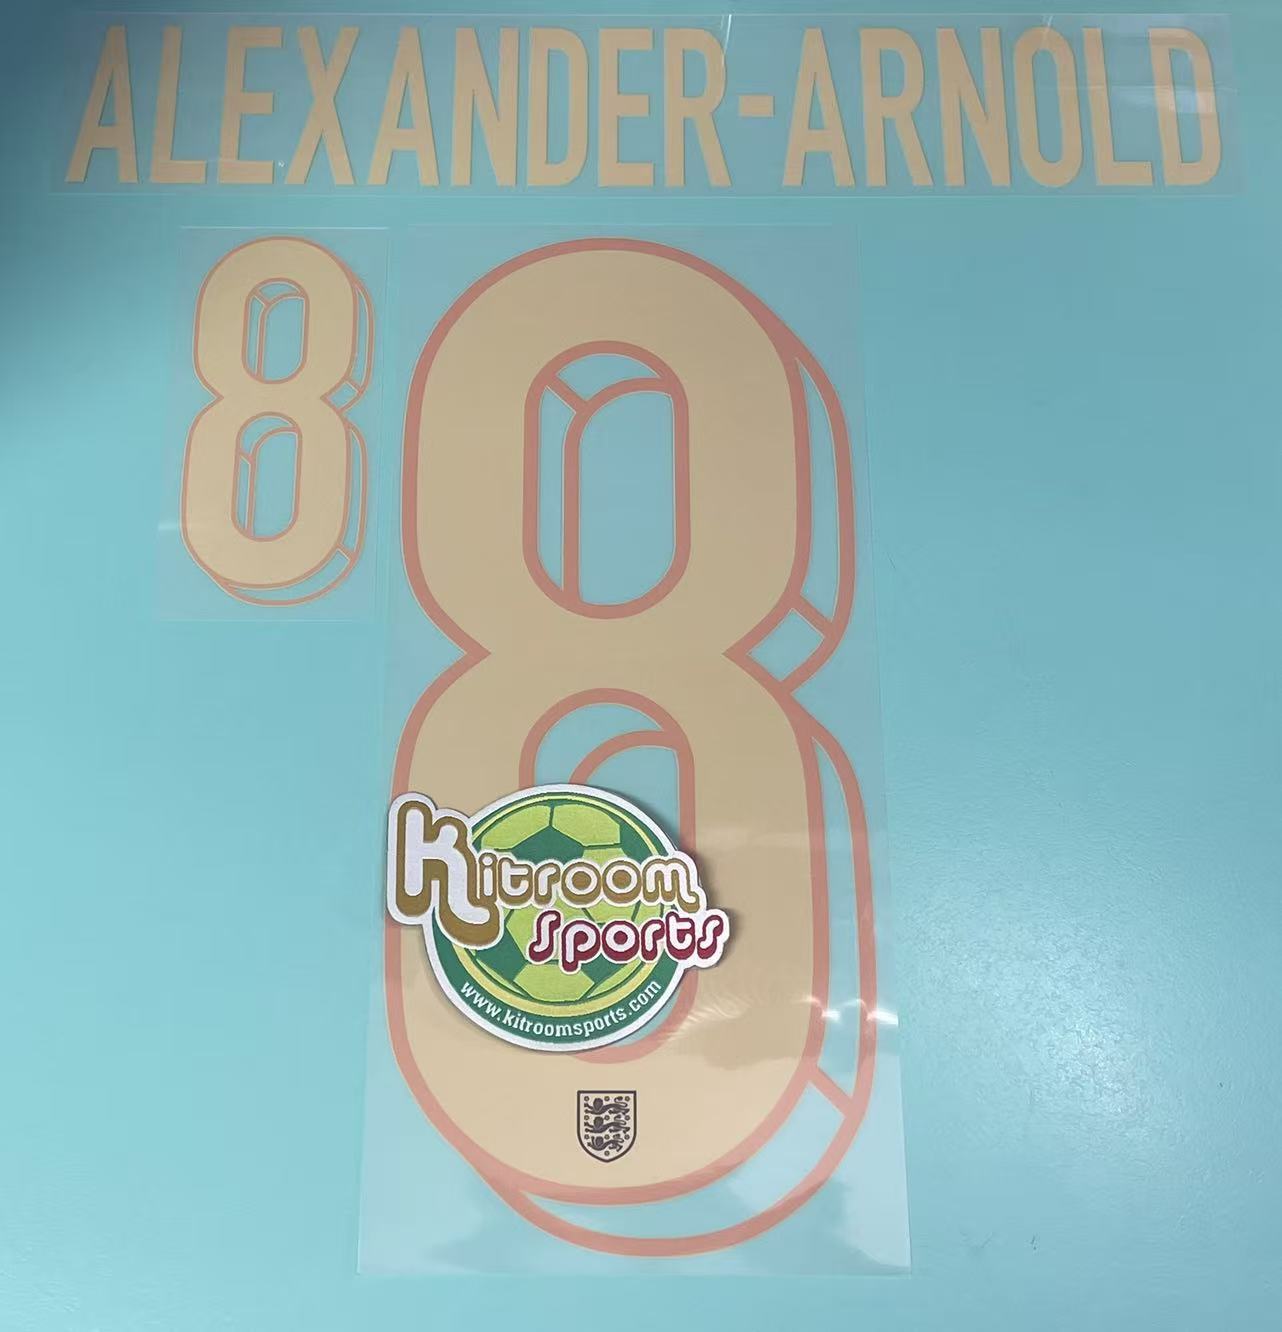 ALEXANDER-ARNOLD
8 8
Kitroom
Sports
www.kitroomsports.com